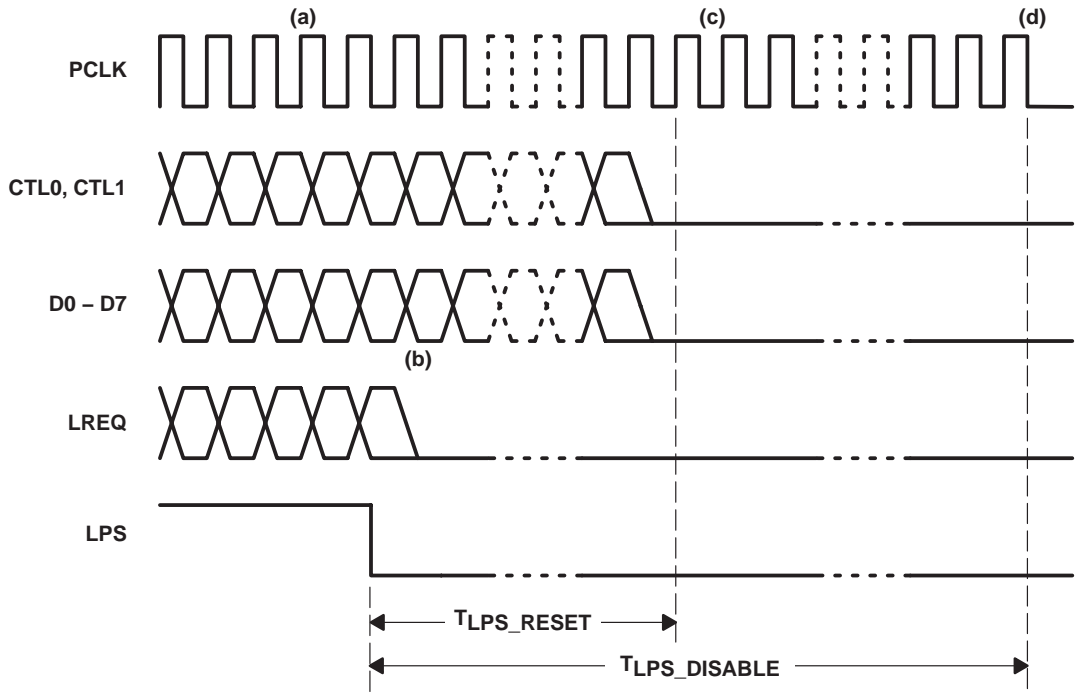 (a) (c) (d)
PCLK
CTL0, CTL1
D0 – D7
(b)
LREQ
LPS
TLPS_RESET
TLPS_DISABLE